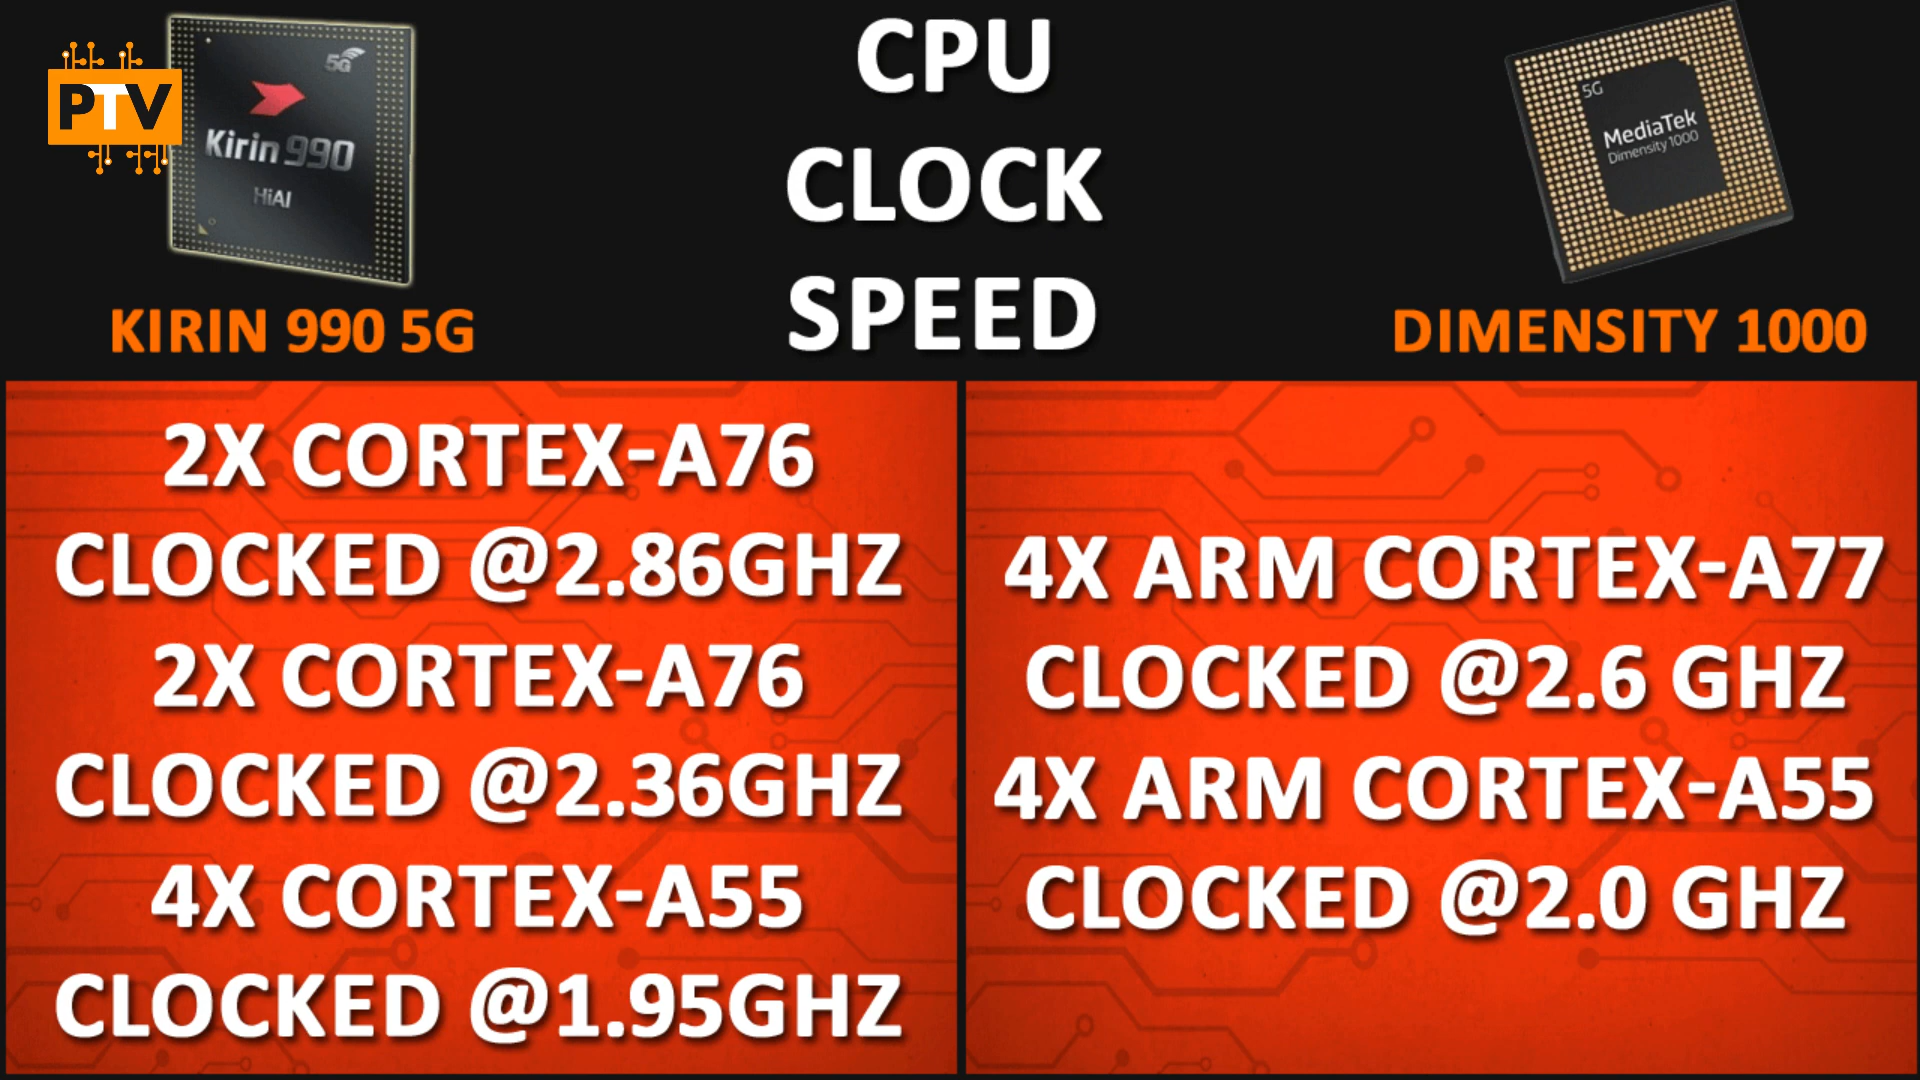 PTV
5G
Kirin 990
HiAI
KIRIN 990 5G
CPU
CLOCK
SPEED
5G
MediaTek
Dimensity 1000
DIMENSITY 1000
2X CORTEX-A76
CLOCKED @2.86GHZ
2X CORTEX-A76
CLOCKED @2.36GHZ
4X CORTEX-A55
CLOCKED @1.95GHZ
4X ARM CORTEX-A77
CLOCKED @2.6 GHZ
4X ARM CORTEX-A55
CLOCKED @2.0 GHZ